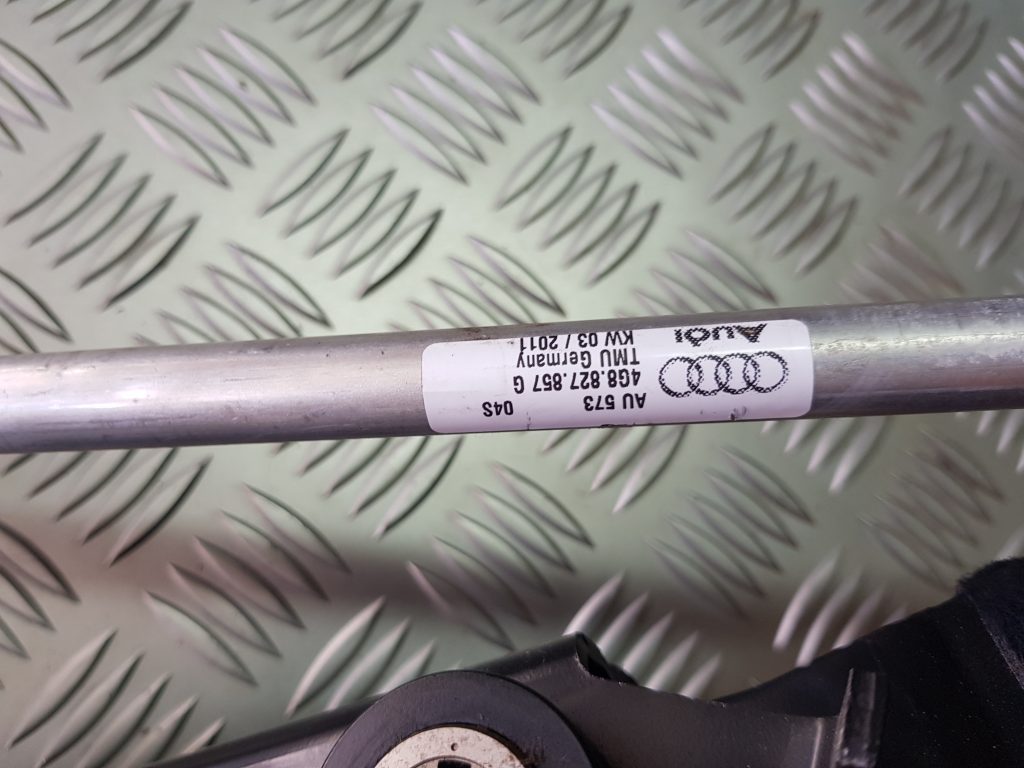 Audi
AU 573
4G8.827.857 G
TMU Germany
KW 03 / 2011
04S